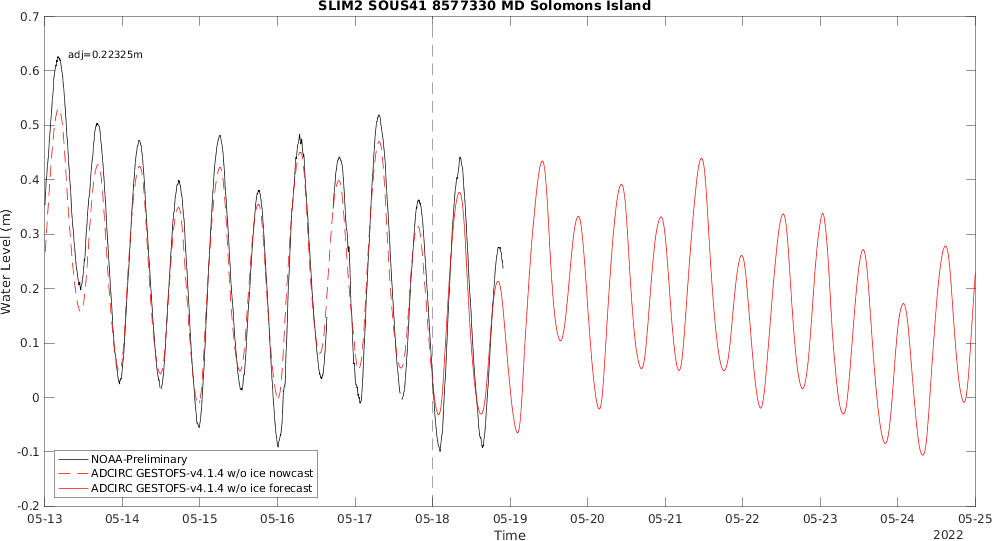 SLIM2 SOUS41 8577330 MD Solomons Island
adj=0.22325m
0.7
0.6
0.5
0.4
0.3
0.2
0.1
0
-0.1
-0.2
Water Level (m)
NOAA-Preliminary
ADCIRC GESTOFS-v4.1.4 w/o ice nowcast
ADCIRC GESTOFS-v4.1.4 w/o ice forecast
05-13 05-14 05-15 05-16 05-17 05-18 05-19 05-20 05-21 05-22 05-23 05-24 05-25
Time
2022